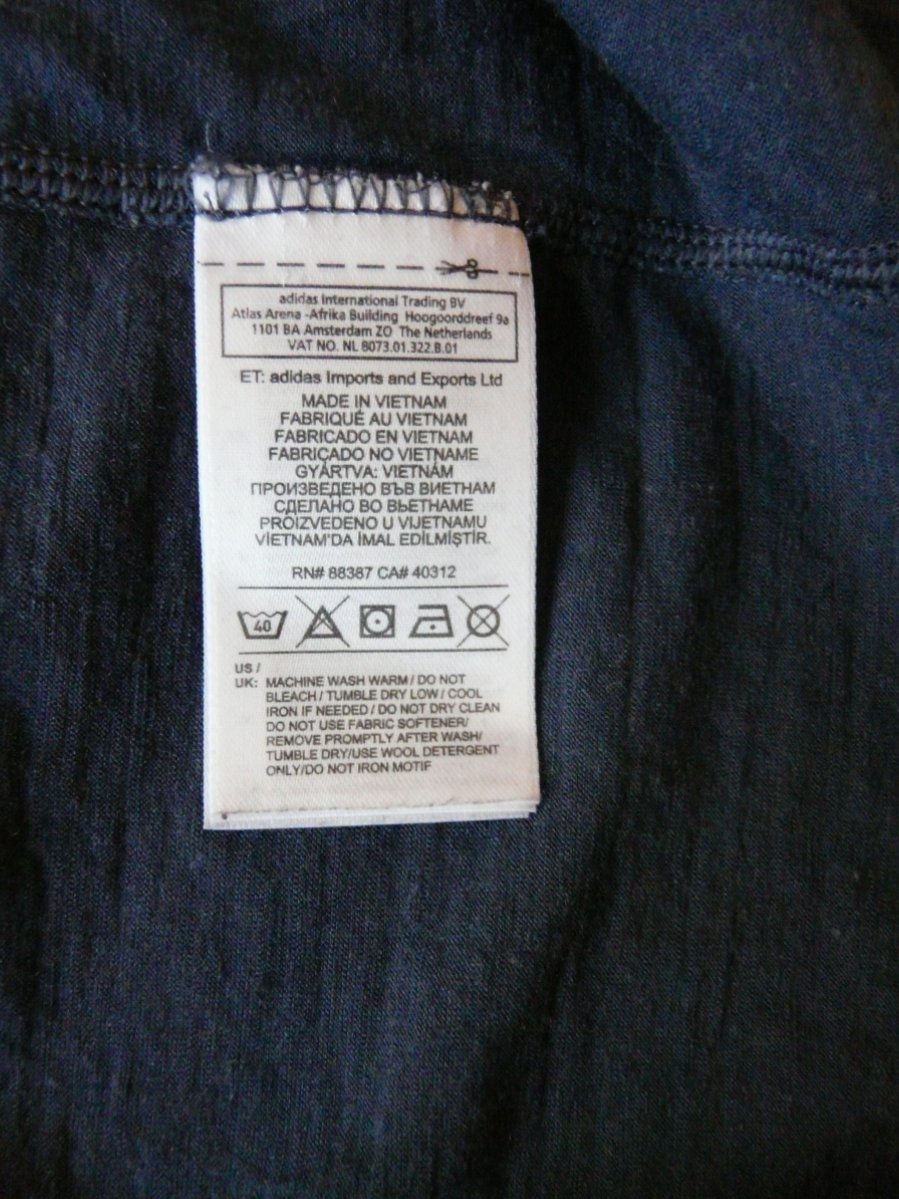 adidas International Trading BV
Atlas Arena -Afrika Building Hoogoorddreef 9a
1101 BA Amsterdam ZO The Netherlands
VAT NO. NL 8073.01.322.B.01
ET: adidas Imports and Exports Ltd
MADE IN VIETNAM
FABRIQUÉ AU VIETNAM
FABRICADO EN VIETNAM
FABRICADO NO VIETNAME
GYÁRTVA: VIETNÁM
ПРОИЗВЕДЕНО ВЪВ ВИЕТНАМ
СДЕЛАНО ВО ВЬЕТНАМЕ
PROIZVEDENO U VIJETNAMU
VİETNAM'DA İMAL EDİLMİŞTİR.
RN# 88387 CA# 40312
40
US /
UK: MACHINE WASH WARM / DO NOT
BLEACH / TUMBLE DRY LOW / COOL
IRON IF NEEDED / DO NOT DRY CLEAN
DO NOT USE FABRIC SOFTENER/
REMOVE PROMPTLY AFTER WASH/
TUMBLE DRY/USE WOOL DETERGENT
ONLY/DO NOT IRON MOTIF